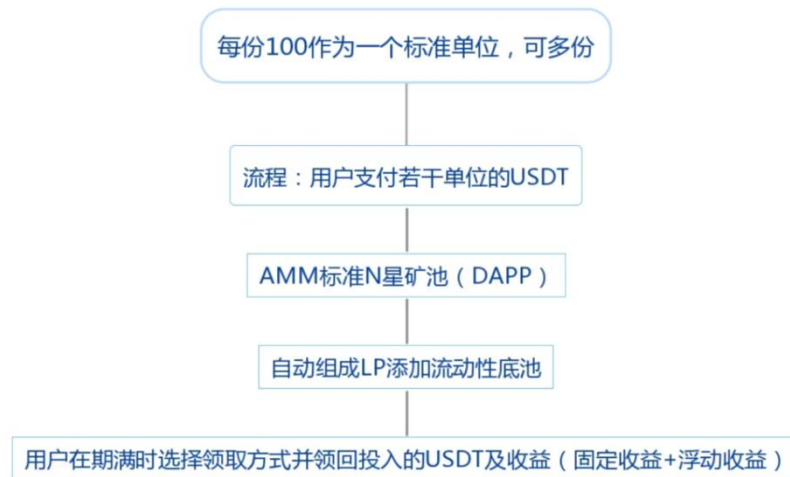 每份100作为一个标准单位，可多份
流程：用户支付若干单位的USDT
AMM标准N星矿池（DAPP）
自动组成LP添加流动性底池
用户在期满时选择领取方式并领回投入的USDT及收益（固定收益+浮动收益）